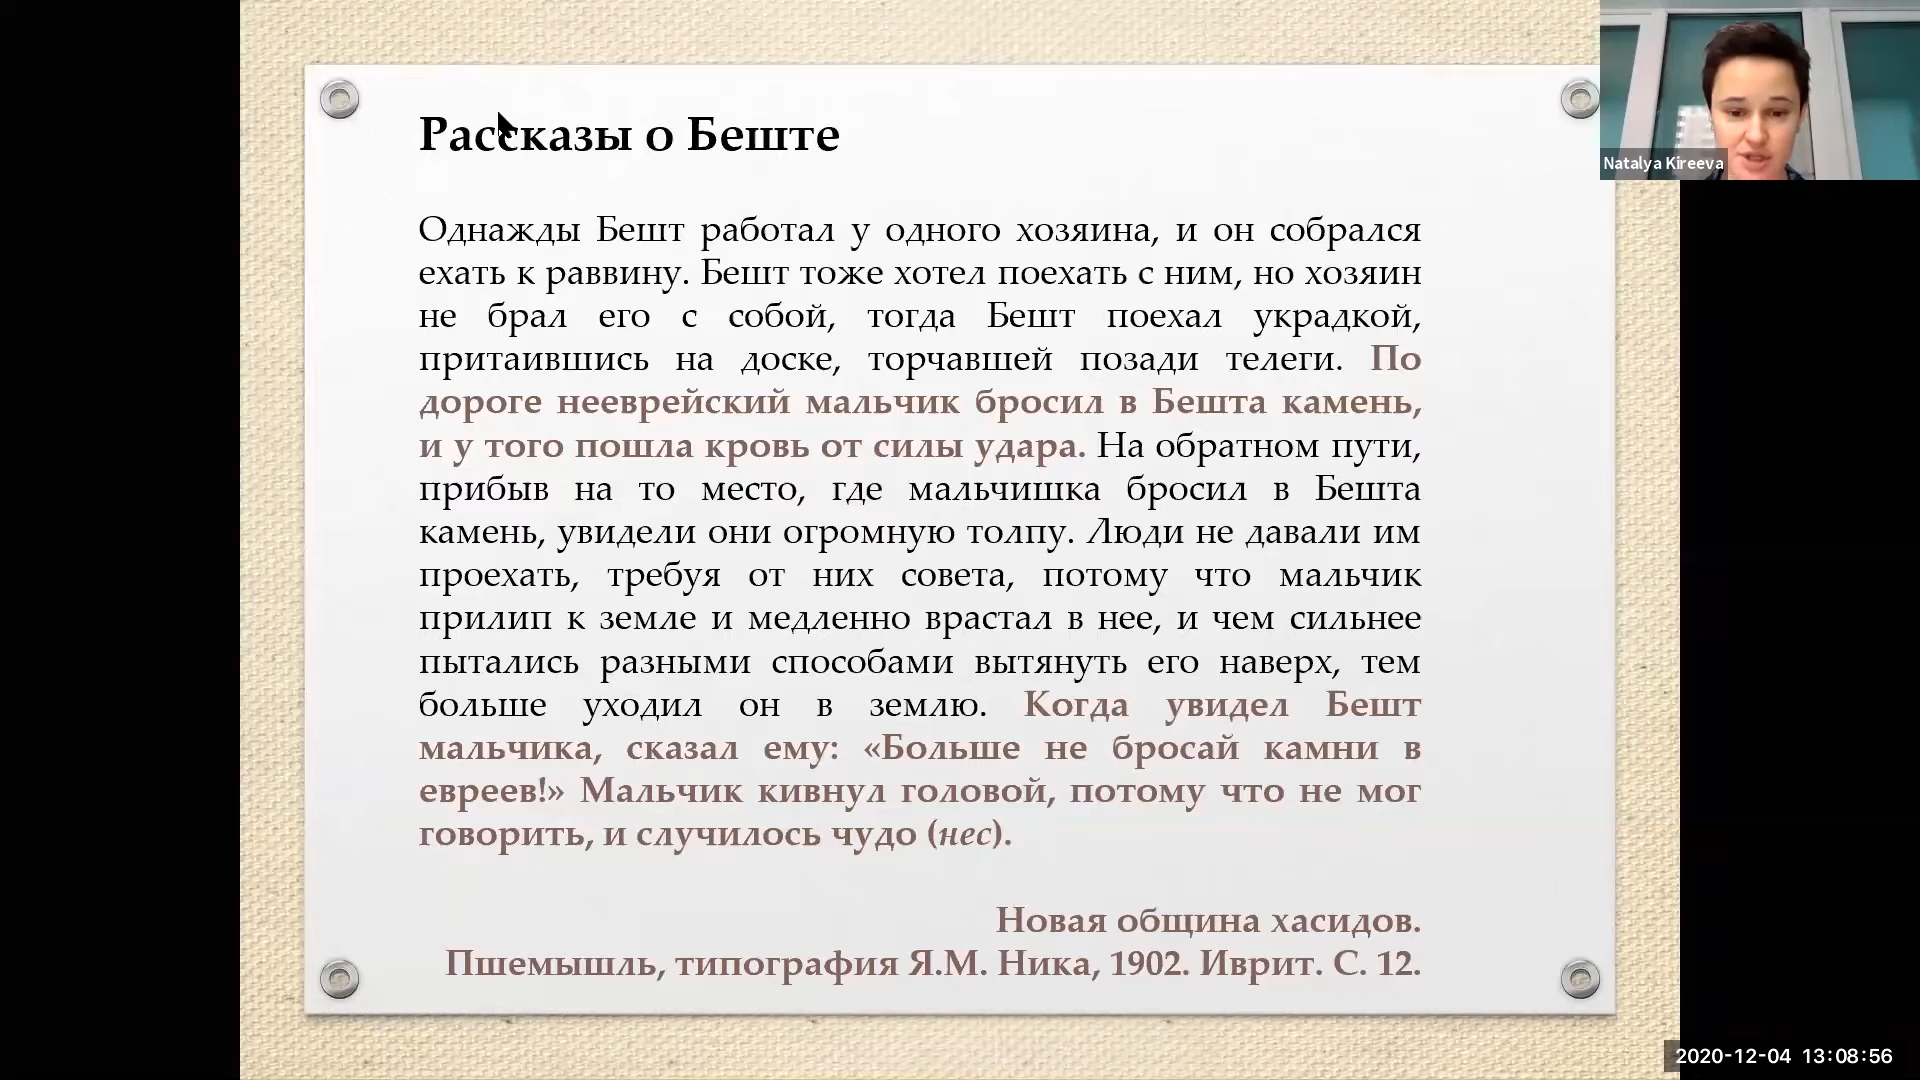 Рассказы о Беште
Однажды Бешт работал у одного хозяина, и он собрался
ехать к раввину. Бешт тоже хотел поехать с ним, но хозяин
не брал его с собой, тогда Бешт поехал украдкой,
притаившись на доске, торчавшей позади телеги. По
дороге нееврейский мальчик бросил в Бешта камень,
и у того пошла кровь от силы удара. На обратном пути,
прибыв на то место, где мальчишка бросил в Бешта
камень, увидели они огромную толпу. Люди не давали им
проехать, требуя от них совета, потому что мальчик
прилип к земле и медленно врастал в нее, и чем сильнее
пытались разными способами вытянуть его наверх, тем
больше уходил он в землю. Когда увидел Бешт
мальчика, сказал ему: «Больше не бросай камни в
евреев!» Мальчик кивнул головой, потому что не мог
говорить, и случилось чудо (нес).
Новая община хасидов.
Пшемышль, типография Я.М. Ника, 1902. Иврит. С. 12.
Natalya Kireeva
2020-12-04 13:08:56